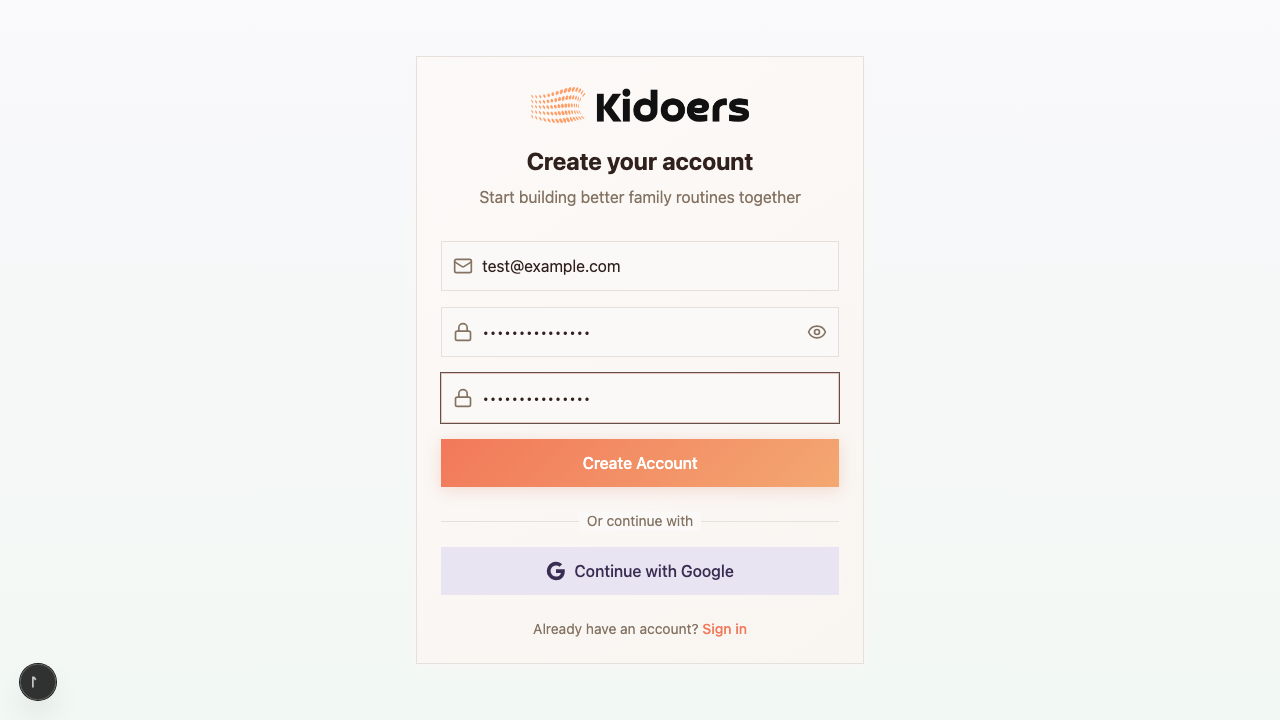 Kidoers
Create your account
Start building better family routines together
test@example.com
•••••••••••••••
•••••••••••••••
Create Account
Or continue with
Continue with Google
Already have an account? Sign in